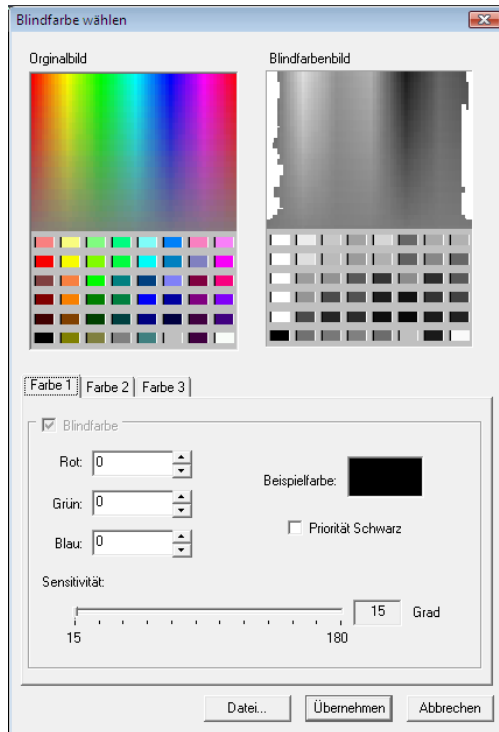 Blindfarbe wählen
Orginalbild
Blindfarbenbild
Farbe 1
Farbe 2
Farbe 3
Blindfarbe
Rot: 0
Grün: 0
Blau: 0
Beispielfarbe:
Priorität Schwarz
Sensitivität:
15
180
15 Grad
Datei...
Übernehmen
Abbrechen